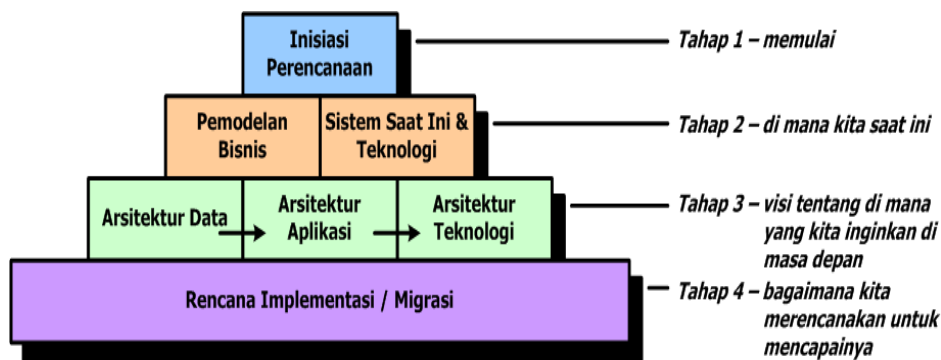 Inisiasi
Perencanaan
Tahap 1 – memulai
Pemodelan
Bisnis
Sistem Saat Ini &
Teknologi
Tahap 2 – di mana kita saat ini
Arsitektur Data
Arsitektur
Aplikasi
Arsitektur
Teknologi
Tahap 3 – visi tentang di mana
yang kita inginkan di
masa depan
Rencana Implementasi / Migrasi
Tahap 4 – bagaimana kita
merencanakan untuk
mencapainya